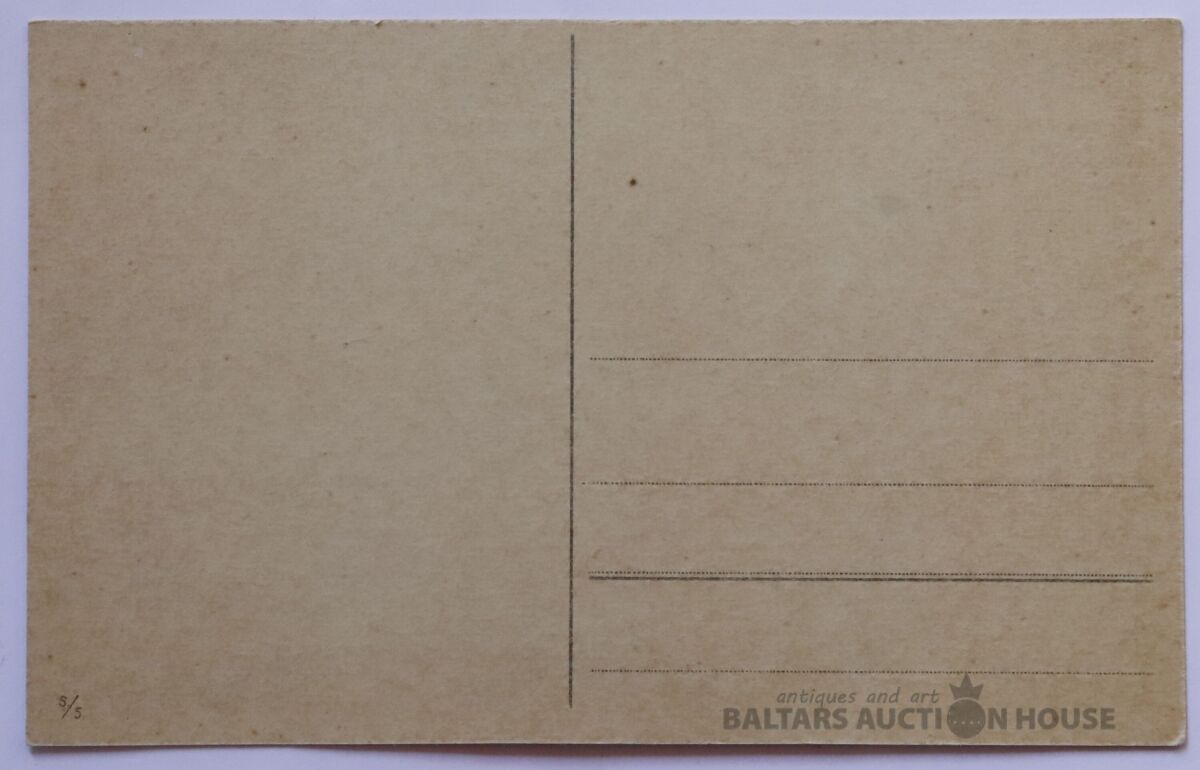 s/5
antiques and art
BALTARS AUCTION HOUSE